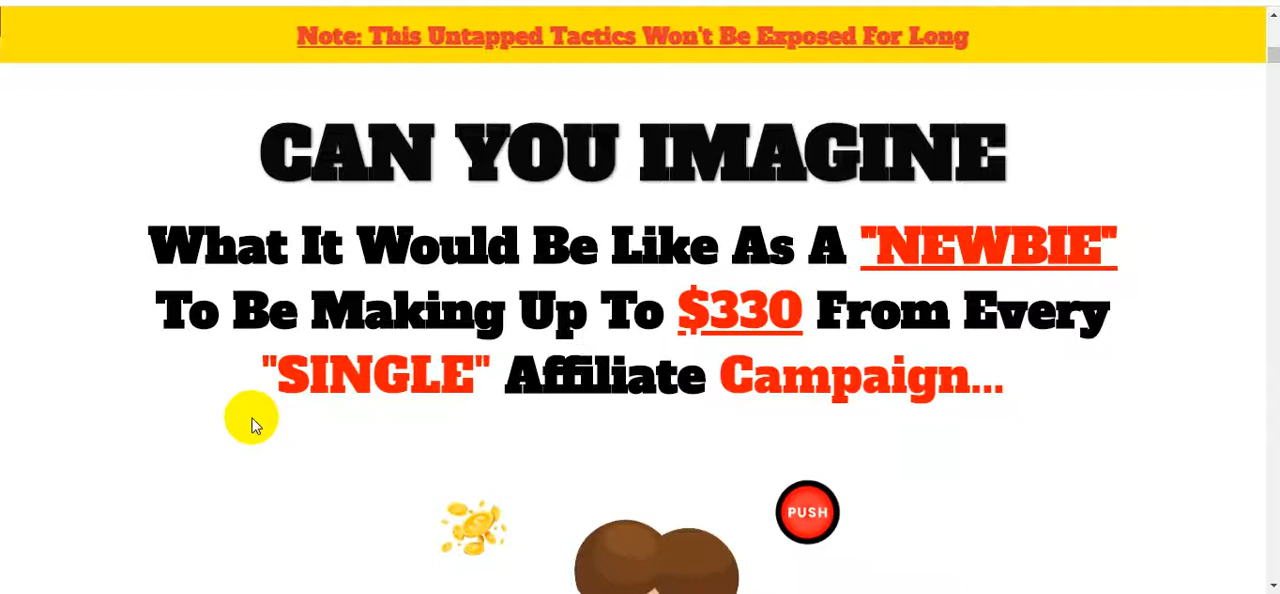 Note: This Untapped Tactics Won't Be Exposed For Long
CAN YOU IMAGINE
What It Would Be Like As A "NEWBIE"
To Be Making Up To $330 From Every
"SINGLE" Affiliate Campaign...
PUSH